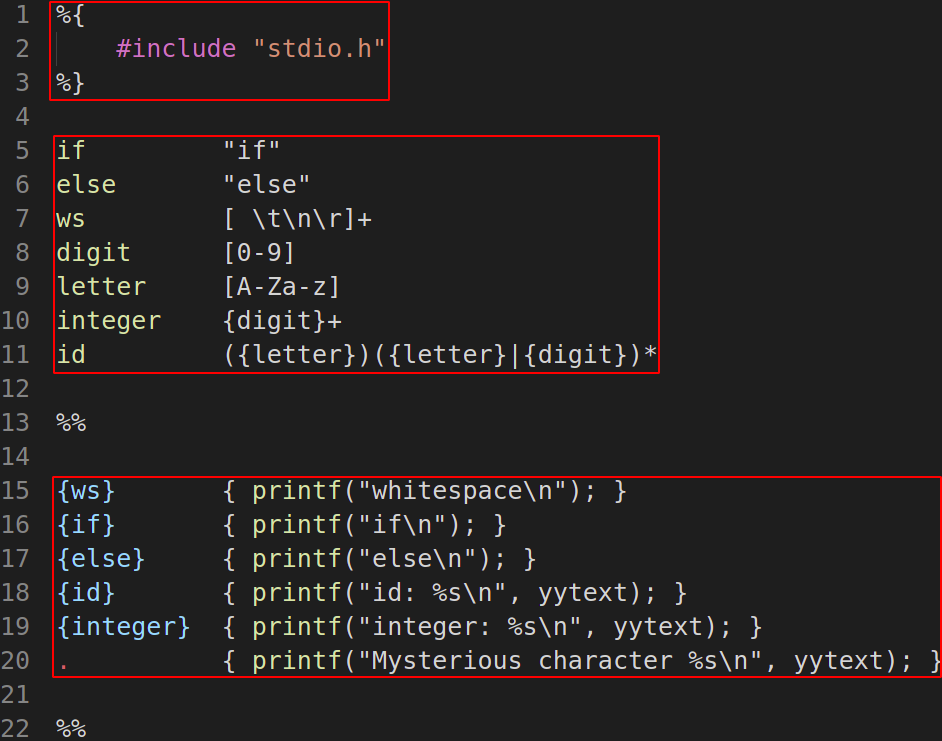 1 %{
2     #include "stdio.h"
3 %}
4
5 if         "if"
6 else       "else"
7 ws         [ \t\n\r]+
8 digit      [0-9]
9 letter     [A-Za-z]
10 integer    {digit}+
11 id         ({letter})({letter}|{digit})*
12
13 %%
14
15 {ws}       { printf("whitespace\n"); }
16 {if}       { printf("if\n"); }
17 {else}     { printf("else\n"); }
18 {id}       { printf("id: %s\n", yytext); }
19 {integer}  { printf("integer: %s\n", yytext); }
20 .          { printf("Mysterious character %s\n", yytext); }
21
22 %%